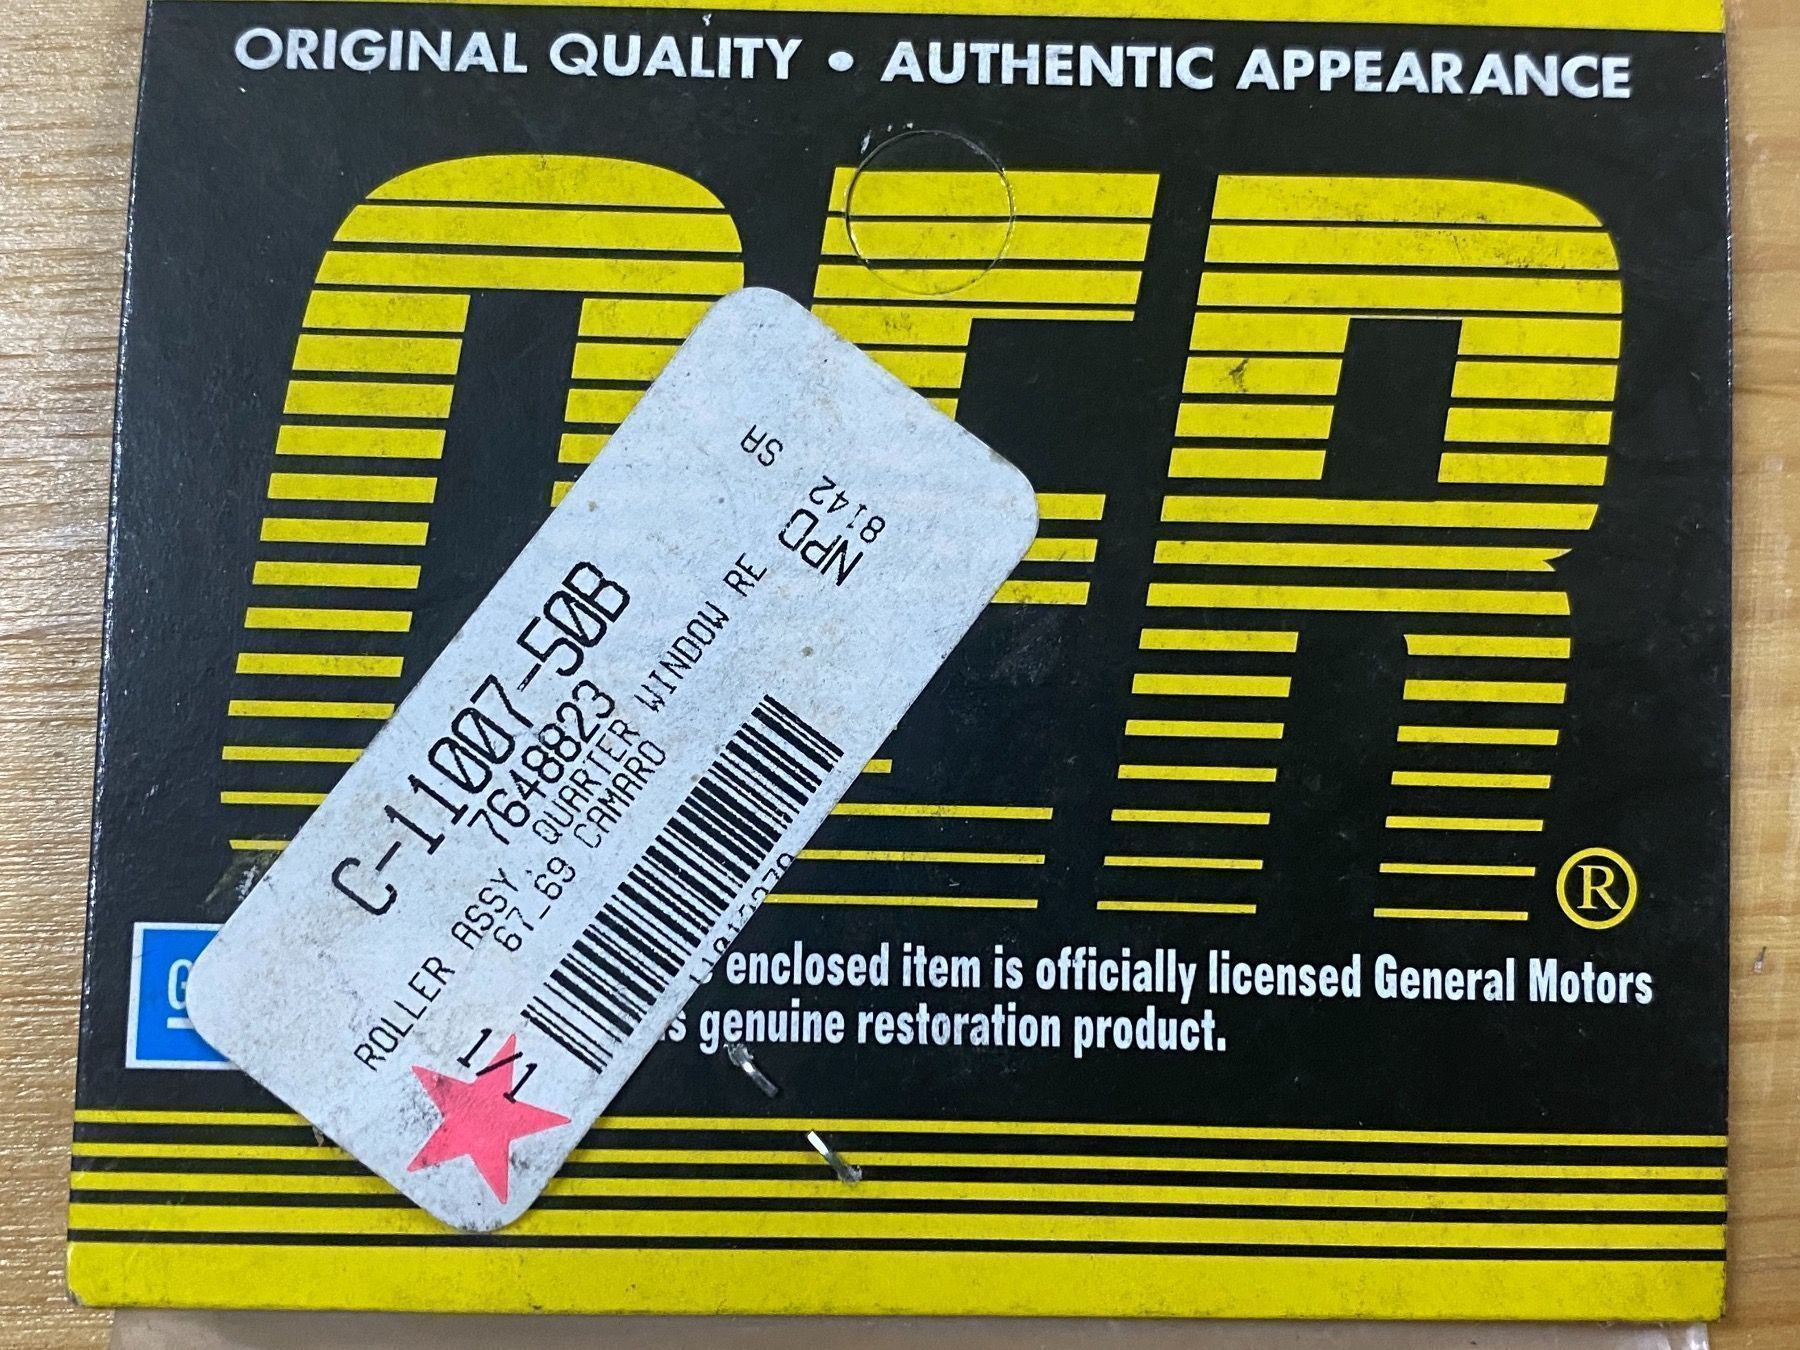 ORIGINAL QUALITY • AUTHENTIC APPEARANCE
OER®
SA
8142
NPD
C-11007-50B
7648823
ROLLER ASSY, QUARTER WINDOW RE
67_69 CAMARO
1/1
G
enclosed item is officially licensed General Motors
genuine restoration product.